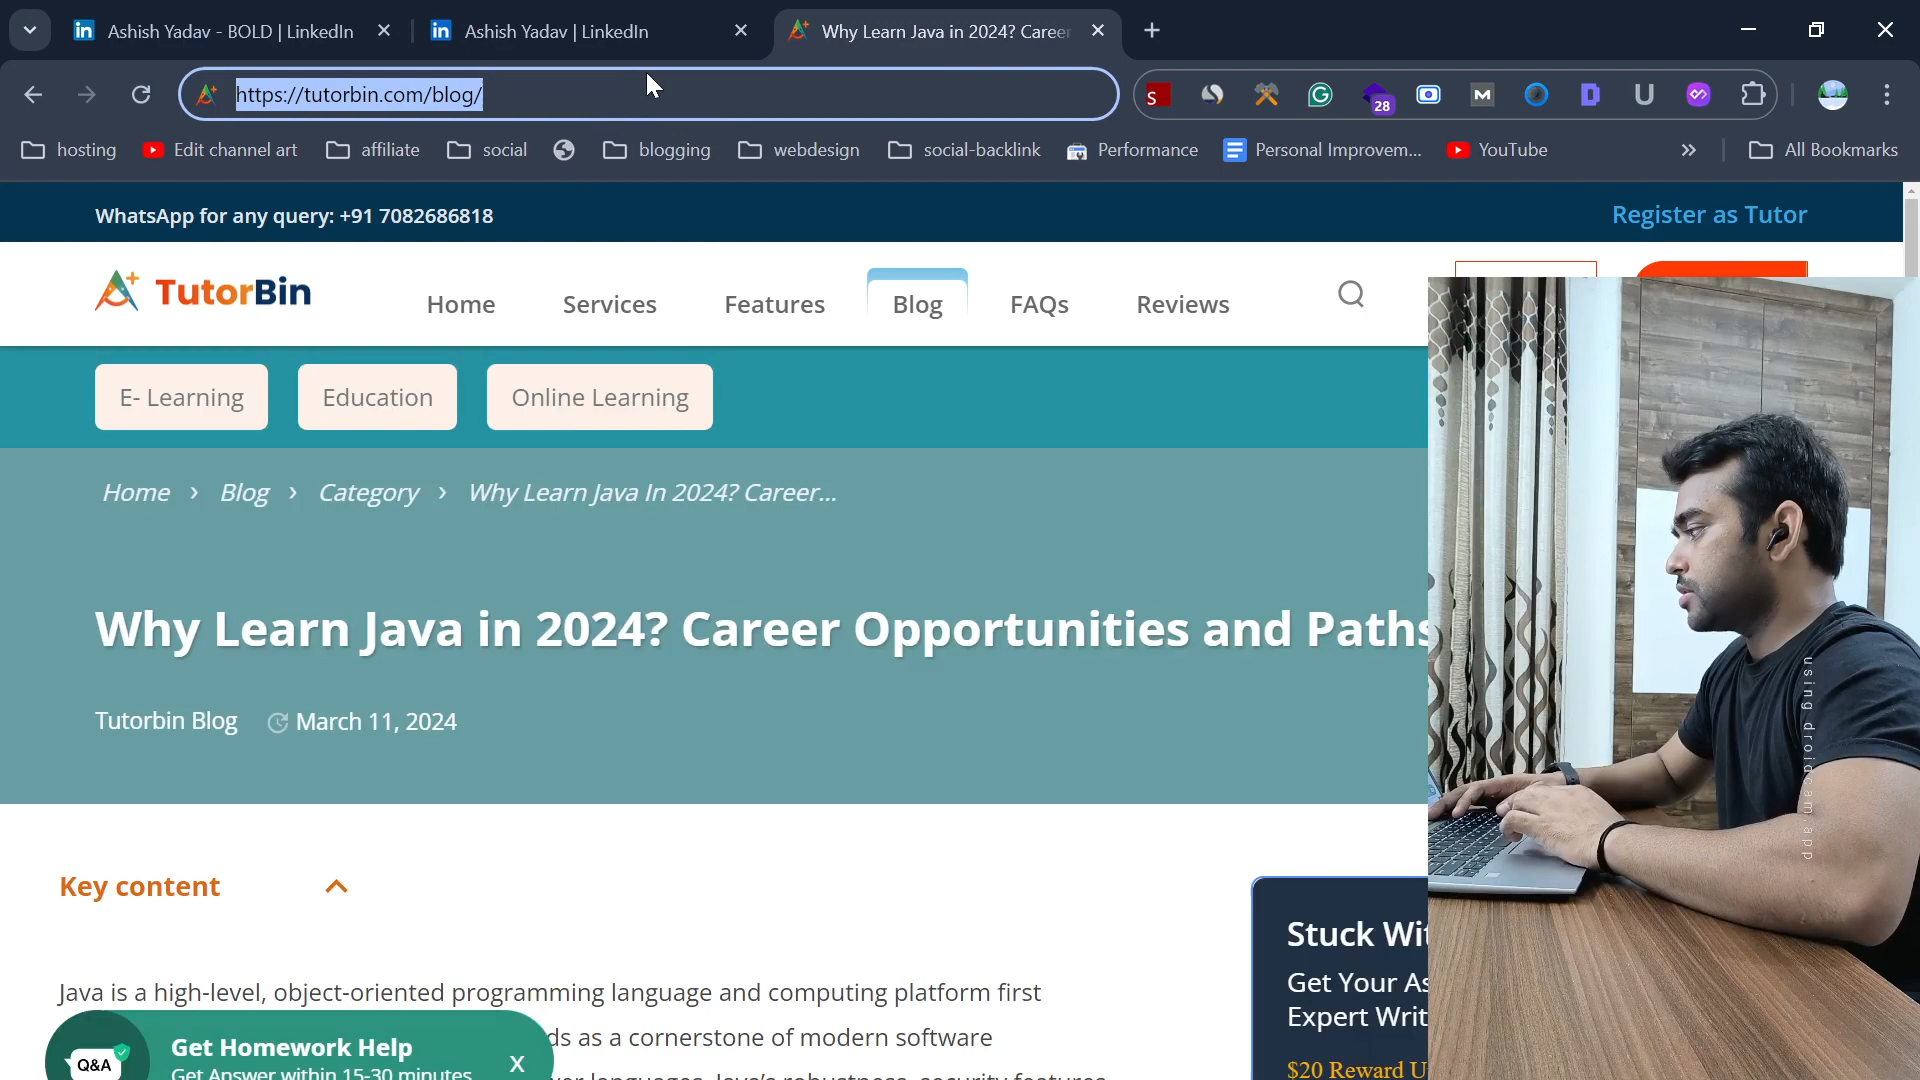 Ashish Yadav - BOLD | LinkedIn
Ashish Yadav | LinkedIn
Why Learn Java in 2024? Career
https://tutorbin.com/blog/
28
hosting
Edit channel art
affiliate
social
blogging
webdesign
social-backlink
Performance
Personal Improvem...
YouTube
All Bookmarks
WhatsApp for any query: +91 7082686818
Register as Tutor
TutorBin
Home
Services
Features
Blog
FAQs
Reviews
E- Learning
Education
Online Learning
Home › Blog › Category › Why Learn Java In 2024? Career...
Why Learn Java in 2024? Career Opportunities and Paths
Tutorbin Blog
March 11, 2024
Key content
Stuck Wi
Get Your As
Expert Writ
$20 Reward U
Java is a high-level, object-oriented programming language and computing platform first
ds as a cornerstone of modern software
Q&A
Get Homework Help
X
Get Answer within 15-30 minutes
using droidcam.app